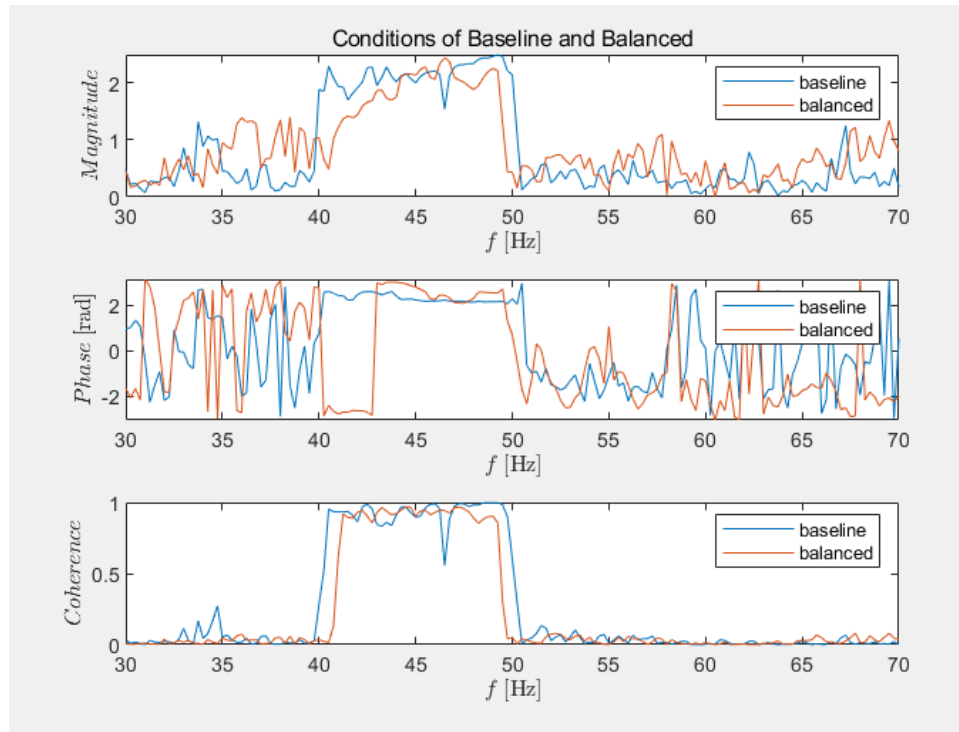 Conditions of Baseline and Balanced
Magnitude
2
1
0
baseline
balanced
30 35 40 45 50 55 60 65 70
f [Hz]
Phase [rad]
2
0
-2
baseline
balanced
30 35 40 45 50 55 60 65 70
f [Hz]
Coherence
1
0.5
0
baseline
balanced
30 35 40 45 50 55 60 65 70
f [Hz]